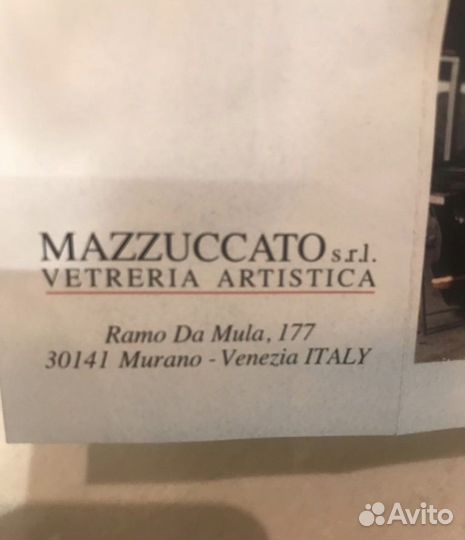 MAZZUCCATO s.r.l.
VETRERIA ARTISTICA
Ramo Da Mula, 177
30141 Murano - Venezia ITALY
Avito